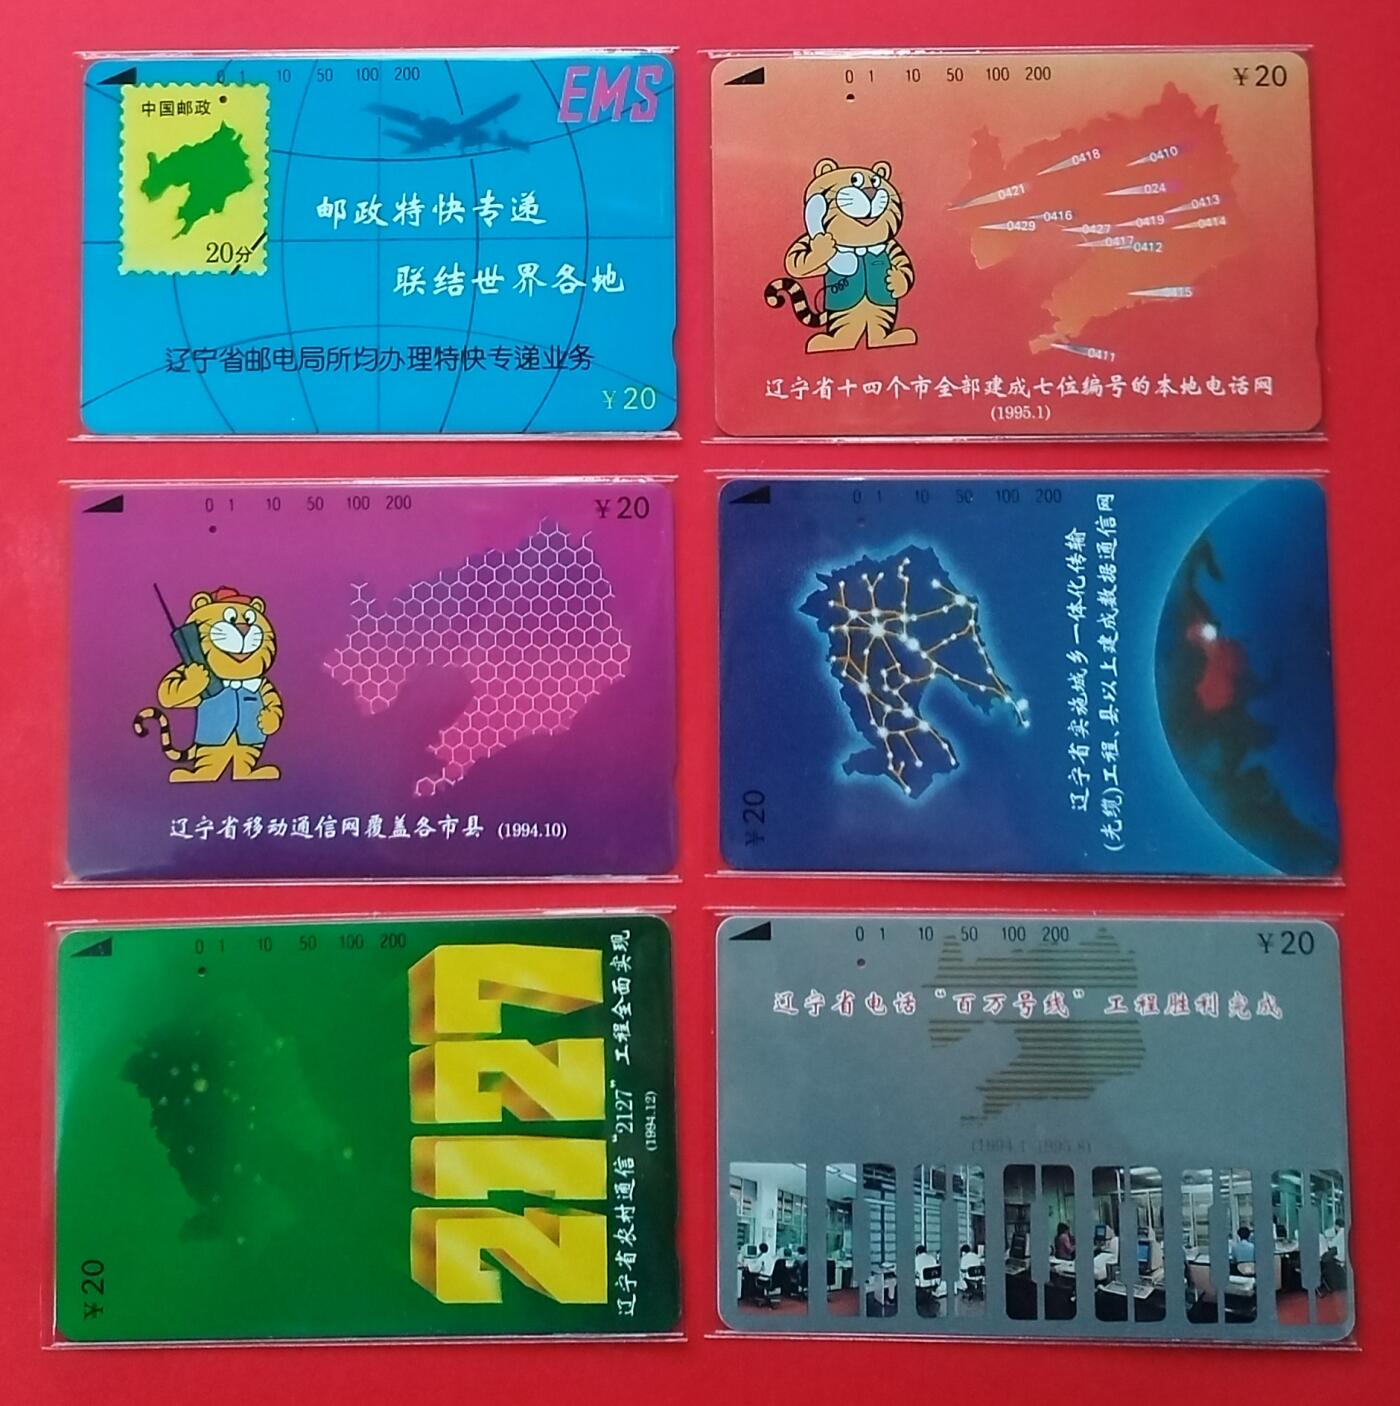 0 1 10 50 100 200
EMS
中国邮政
20分
邮政特快专递
联结世界各地
辽宁省邮电局所均办理特快专递业务
¥20
0 1 10 50 100 200
¥20
0418
0410
0421
024
0413
0416
0419
0414
0429
0427
0417
0412
0415
0411
辽宁省十四个市全部建成七位编号的本地电话网
(1995.1)
0 1 10 50 100 200
¥20
辽宁省移动通信网覆盖各市县 (1994.10)
0 1 10 50 100 200
辽宁省实施城乡一体化传输
(光缆)工程、县以上建成数据通信网
¥20
0 1 10 50 100 200
2127
辽宁省农村通信“2127”工程全面实现
(1994.12)
¥20
0 1 10 50 100 200
¥20
辽宁省电话“百万号线”工程胜利完成
(1994.1-1995.8)
100